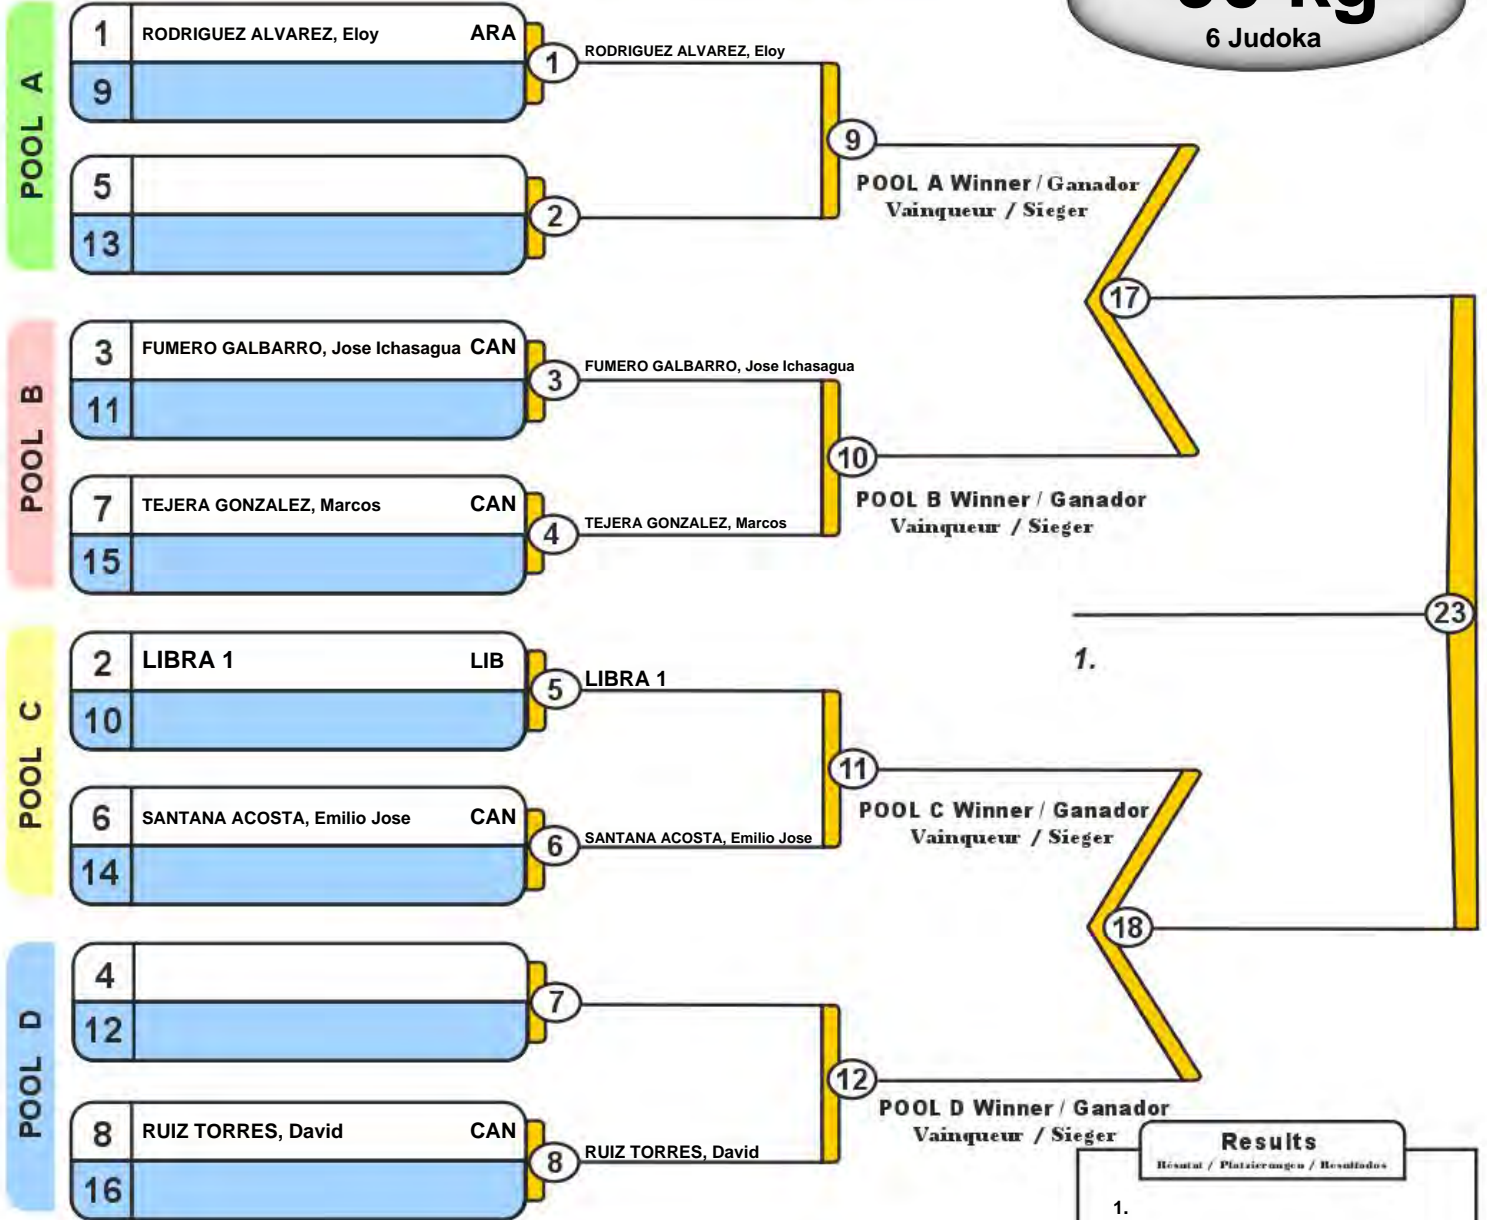 6 Judoka
POOL A
1 RODRIGUEZ ALVAREZ, Eloy ARA
9
1
RODRIGUEZ ALVAREZ, Eloy
5
13
2
9
POOL A Winner / Ganador
Vainqueur / Sieger
POOL B
3 FUMERO GALBARRO, Jose Ichasagua CAN
11
3
FUMERO GALBARRO, Jose Ichasagua
7 TEJERA GONZALEZ, Marcos CAN
15
4
TEJERA GONZALEZ, Marcos
10
POOL B Winner / Ganador
Vainqueur / Sieger
17
POOL C
2 LIBRA 1 LIB
10
5
LIBRA 1
6 SANTANA ACOSTA, Emilio Jose CAN
14
6
SANTANA ACOSTA, Emilio Jose
11
POOL C Winner / Ganador
Vainqueur / Sieger
23
1.
POOL D
4
12
7
8 RUIZ TORRES, David CAN
16
8
RUIZ TORRES, David
12
POOL D Winner / Ganador
Vainqueur / Sieger
18
Results
Résutat / Platzierungen / Resultados
1.